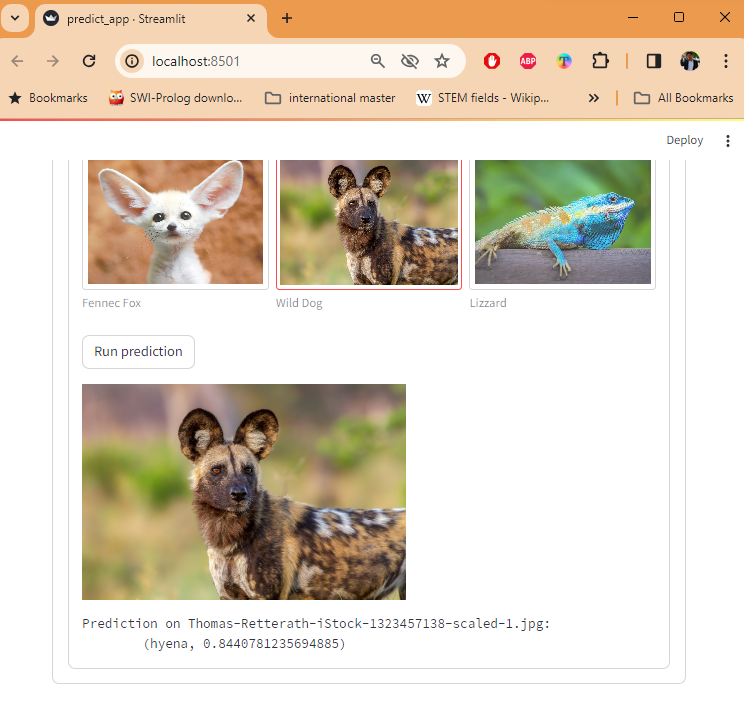 predict_app · Streamlit
localhost:8501
ABP
Bookmarks
SWI-Prolog downlo...
international master
W
STEM fields - Wikip...
All Bookmarks
Deploy
Fennec Fox
Wild Dog
Lizzard
Run prediction
Prediction on Thomas-Retterath-iStock-1323457138-scaled-1.jpg:
(hyena, 0.8440781235694885)